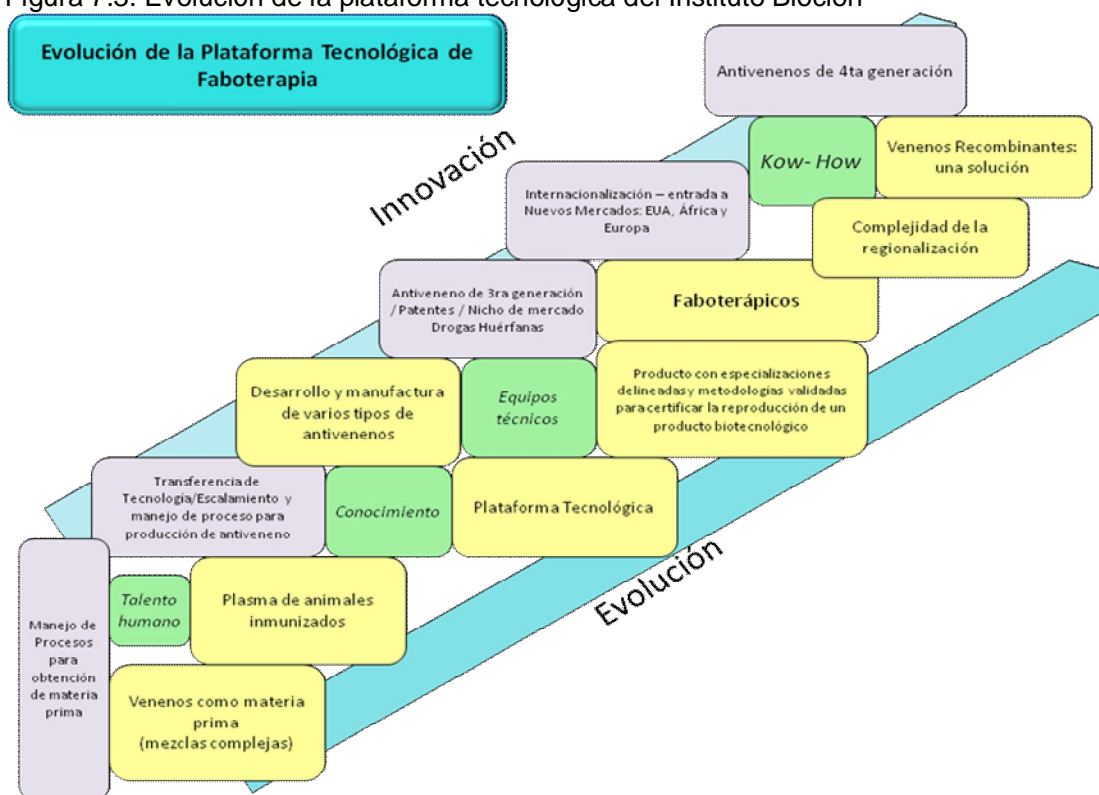 Figura 7.3. Evolución de la plataforma tecnológica del Instituto Bioclon
Evolución de la Plataforma Tecnológica de
Faboterapia
Antivenenos de 4ta generación
Innovación
Kow- How
Venenos Recombinantes:
una solución
Internacionalización – entrada a
Nuevos Mercados: EUA, África y
Europa
Complejidad de la
regionalización
Antiveneno de 3ra generación
/ Patentes / Nicho de mercado
Drogas Huérfanas
Faboterápicos
Desarrollo y manufactura
de varios tipos de
antivenenos
Equipos
técnicos
Producto con especializaciones
delineadas y metodologías validadas
para certificar la reproducción de un
producto biotecnológico
Transferencia de
Tecnología/Escalamiento y
manejo de proceso para
producción de antiveneno
Conocimiento
Plataforma Tecnológica
Evolución
Manejo de
Procesos
para
obtención
de materia
prima
Talento
humano
Plasma de animales
inmunizados
Venenos como materia
prima
(mezclas complejas)